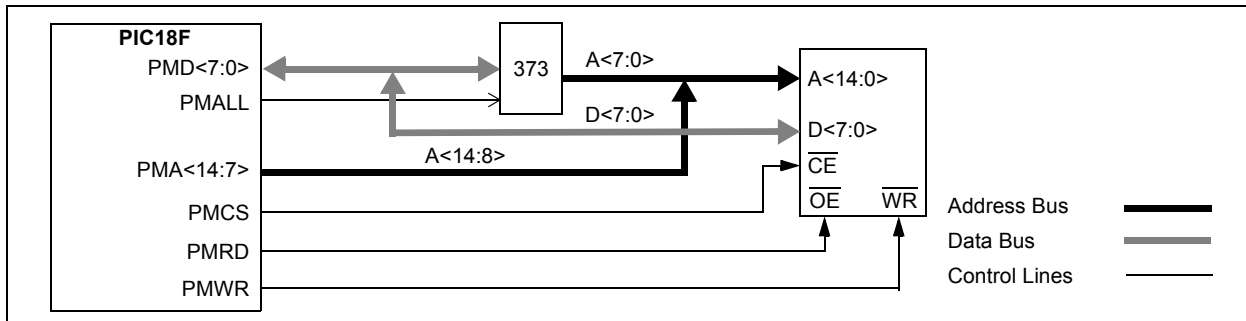 PIC18F
PMD<7:0>
PMALL
PMA<14:7>
PMCS
PMRD
PMWR
373
A<7:0>
D<7:0>
A<14:8>
A<14:0>
D<7:0>
CE
OE
WR
Address Bus
Data Bus
Control Lines